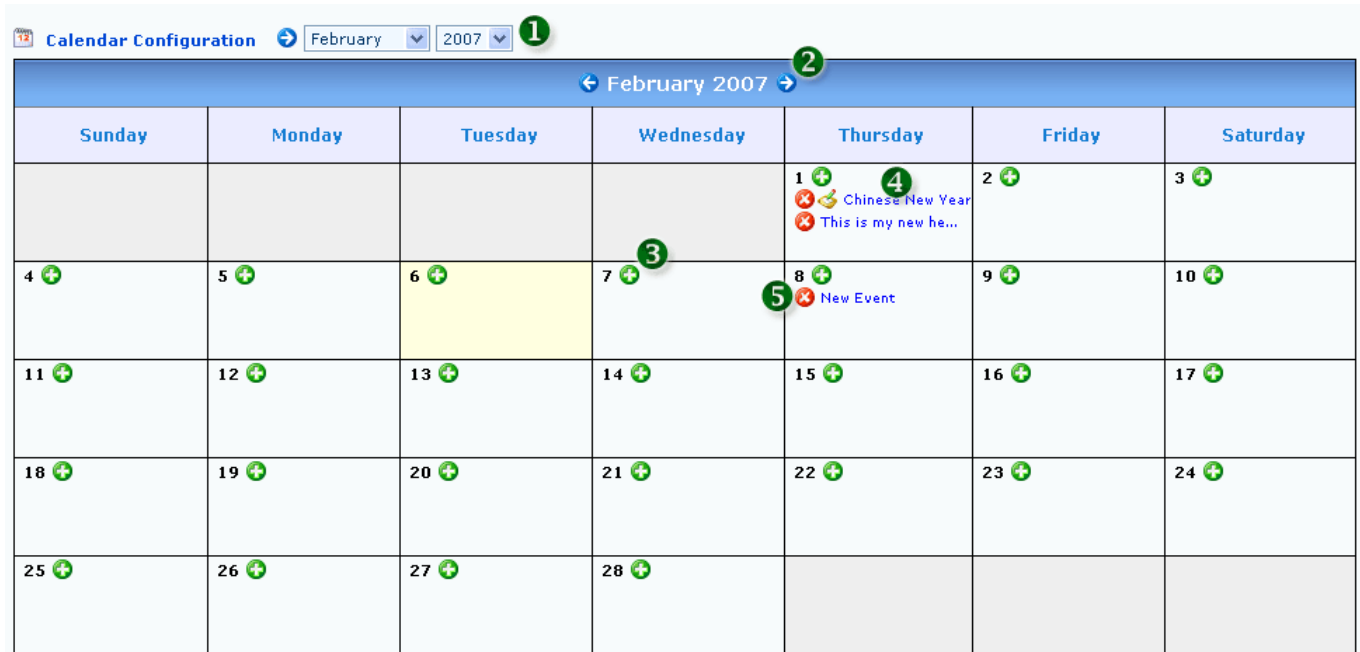 12 Calendar Configuration February 2007 1
2
February 2007
Sunday Monday Tuesday Wednesday Thursday Friday Saturday
1 4 2 3
Chinese New Year
This is my new he...
3
4 5 6 7 8 9 10
5 New Event
11 12 13 14 15 16 17
18 19 20 21 22 23 24
25 26 27 28